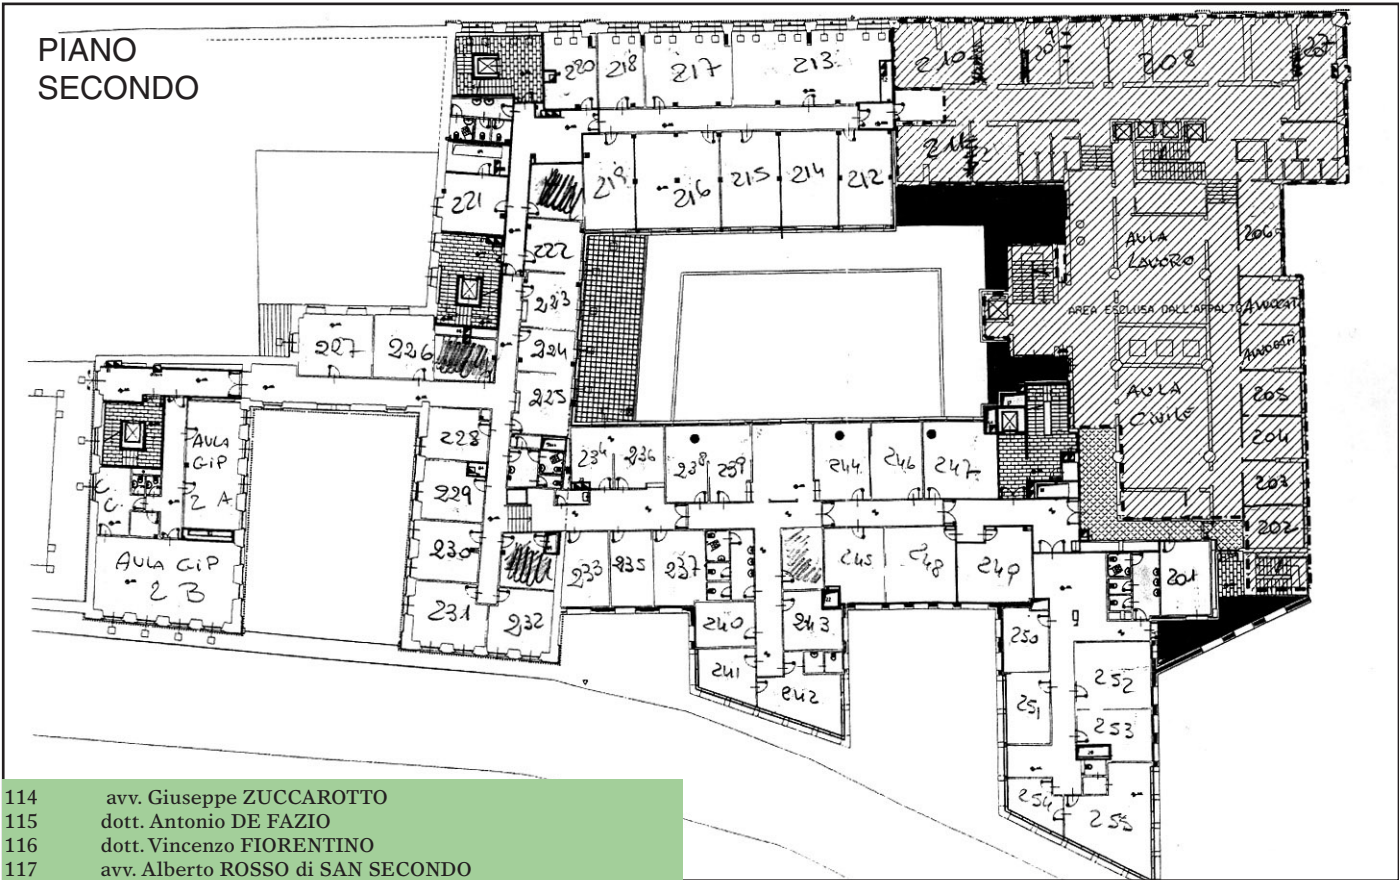 PIANO
SECONDO
220 218 217 213 210 209 208 207
219 216 215 214 212 211
221
222
223
224
225
206
AULA
LAVORO
AREA ESCLUSA DALL'APPALTO
AVVOCATI
AVVOCATI
AULA
CIVILE
205
204
203
202
201
227 226
228
229
230
231
232
AULA
GIP
2 A
AULA GIP
2 B
234 236 238 239 244 246 247
233 235 237 245 248 249
240 243
241 242
250
251
252
253
254 255
114 avv. Giuseppe ZUCCAROTTO
115 dott. Antonio DE FAZIO
116 dott. Vincenzo FIORENTINO
117 avv. Alberto ROSSO di SAN SECONDO